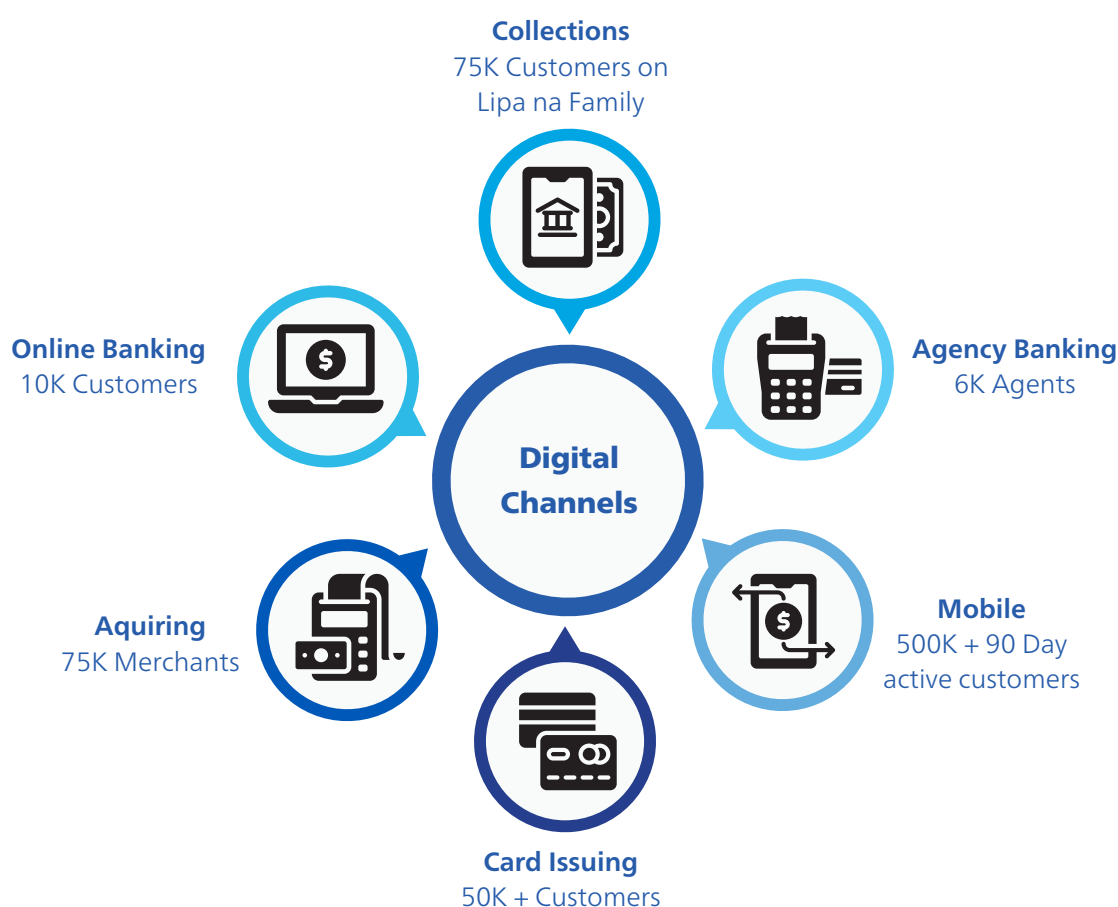 Collections
75K Customers on
Lipa na Family
Online Banking
10K Customers
Agency Banking
6K Agents
Digital
Channels
Aquiring
75K Merchants
Mobile
500K + 90 Day
active customers
Card Issuing
50K + Customers